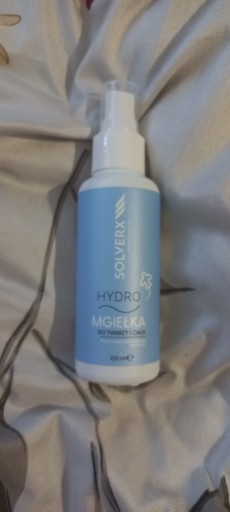 SOLVERX
HYDRO
MGIEŁKA
DO TWARZY I CIAŁA
100 ml ℮